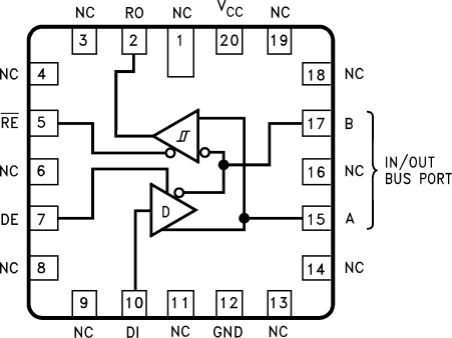 NC RO NC VCC NC
3 2 1 20 19
NC 4 18 NC
RE 5 17 B
NC 6 16 NC
IN/OUT
BUS PORT
DE 7 D 15 A
NC 8 14 NC
9 10 11 12 13
NC DI NC GND NC